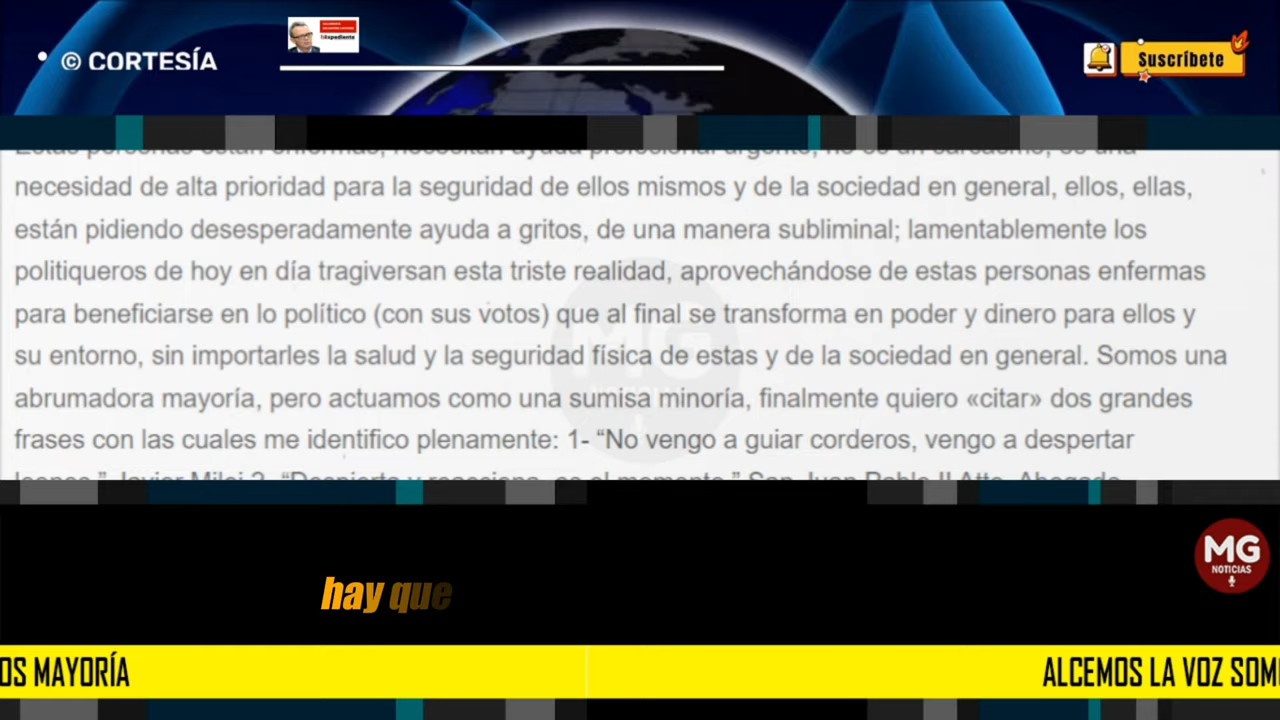 © CORTESÍA
Expediente
Suscríbete
necesidad de alta prioridad para la seguridad de ellos mismos y de la sociedad en general, ellos, ellas,
están pidiendo desesperadamente ayuda a gritos, de una manera subliminal; lamentablemente los
politiqueros de hoy en día tragiversan esta triste realidad, aprovechándose de estas personas enfermas
para beneficiarse en lo político (con sus votos) que al final se transforma en poder y dinero para ellos y
su entorno, sin importarles la salud y la seguridad física de estas y de la sociedad en general. Somos una
abrumadora mayoría, pero actuamos como una sumisa minoría, finalmente quiero «citar» dos grandes
frases con las cuales me identifico plenamente: 1- “No vengo a guiar corderos, vengo a despertar
MG
NOTICIAS
hay que
OS MAYORÍA
ALCEMOS LA VOZ SOM